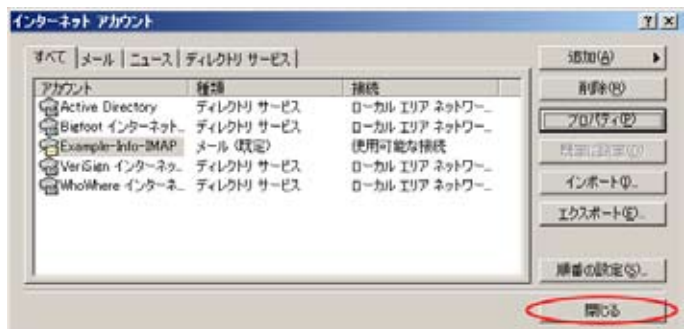 インターネット アカウント
すべて メール ニュース ディレクトリ サービス
追加(A)
アカウント 種類 接続
削除(R)
Active Directory ディレクトリ サービス ローカル エリア ネットワー...
Bigfoot インターネット... ディレクトリ サービス ローカル エリア ネットワー...
プロパティ(P)
Example-Info-IMAP メール (既定) 使用可能な接続
既定に設定(D)
VeriSign インターネッ... ディレクトリ サービス ローカル エリア ネットワー...
WhoWhere インターネ... ディレクトリ サービス ローカル エリア ネットワー...
インポート(I)...
エクスポート(E)...
順番の設定(S)...
閉じる